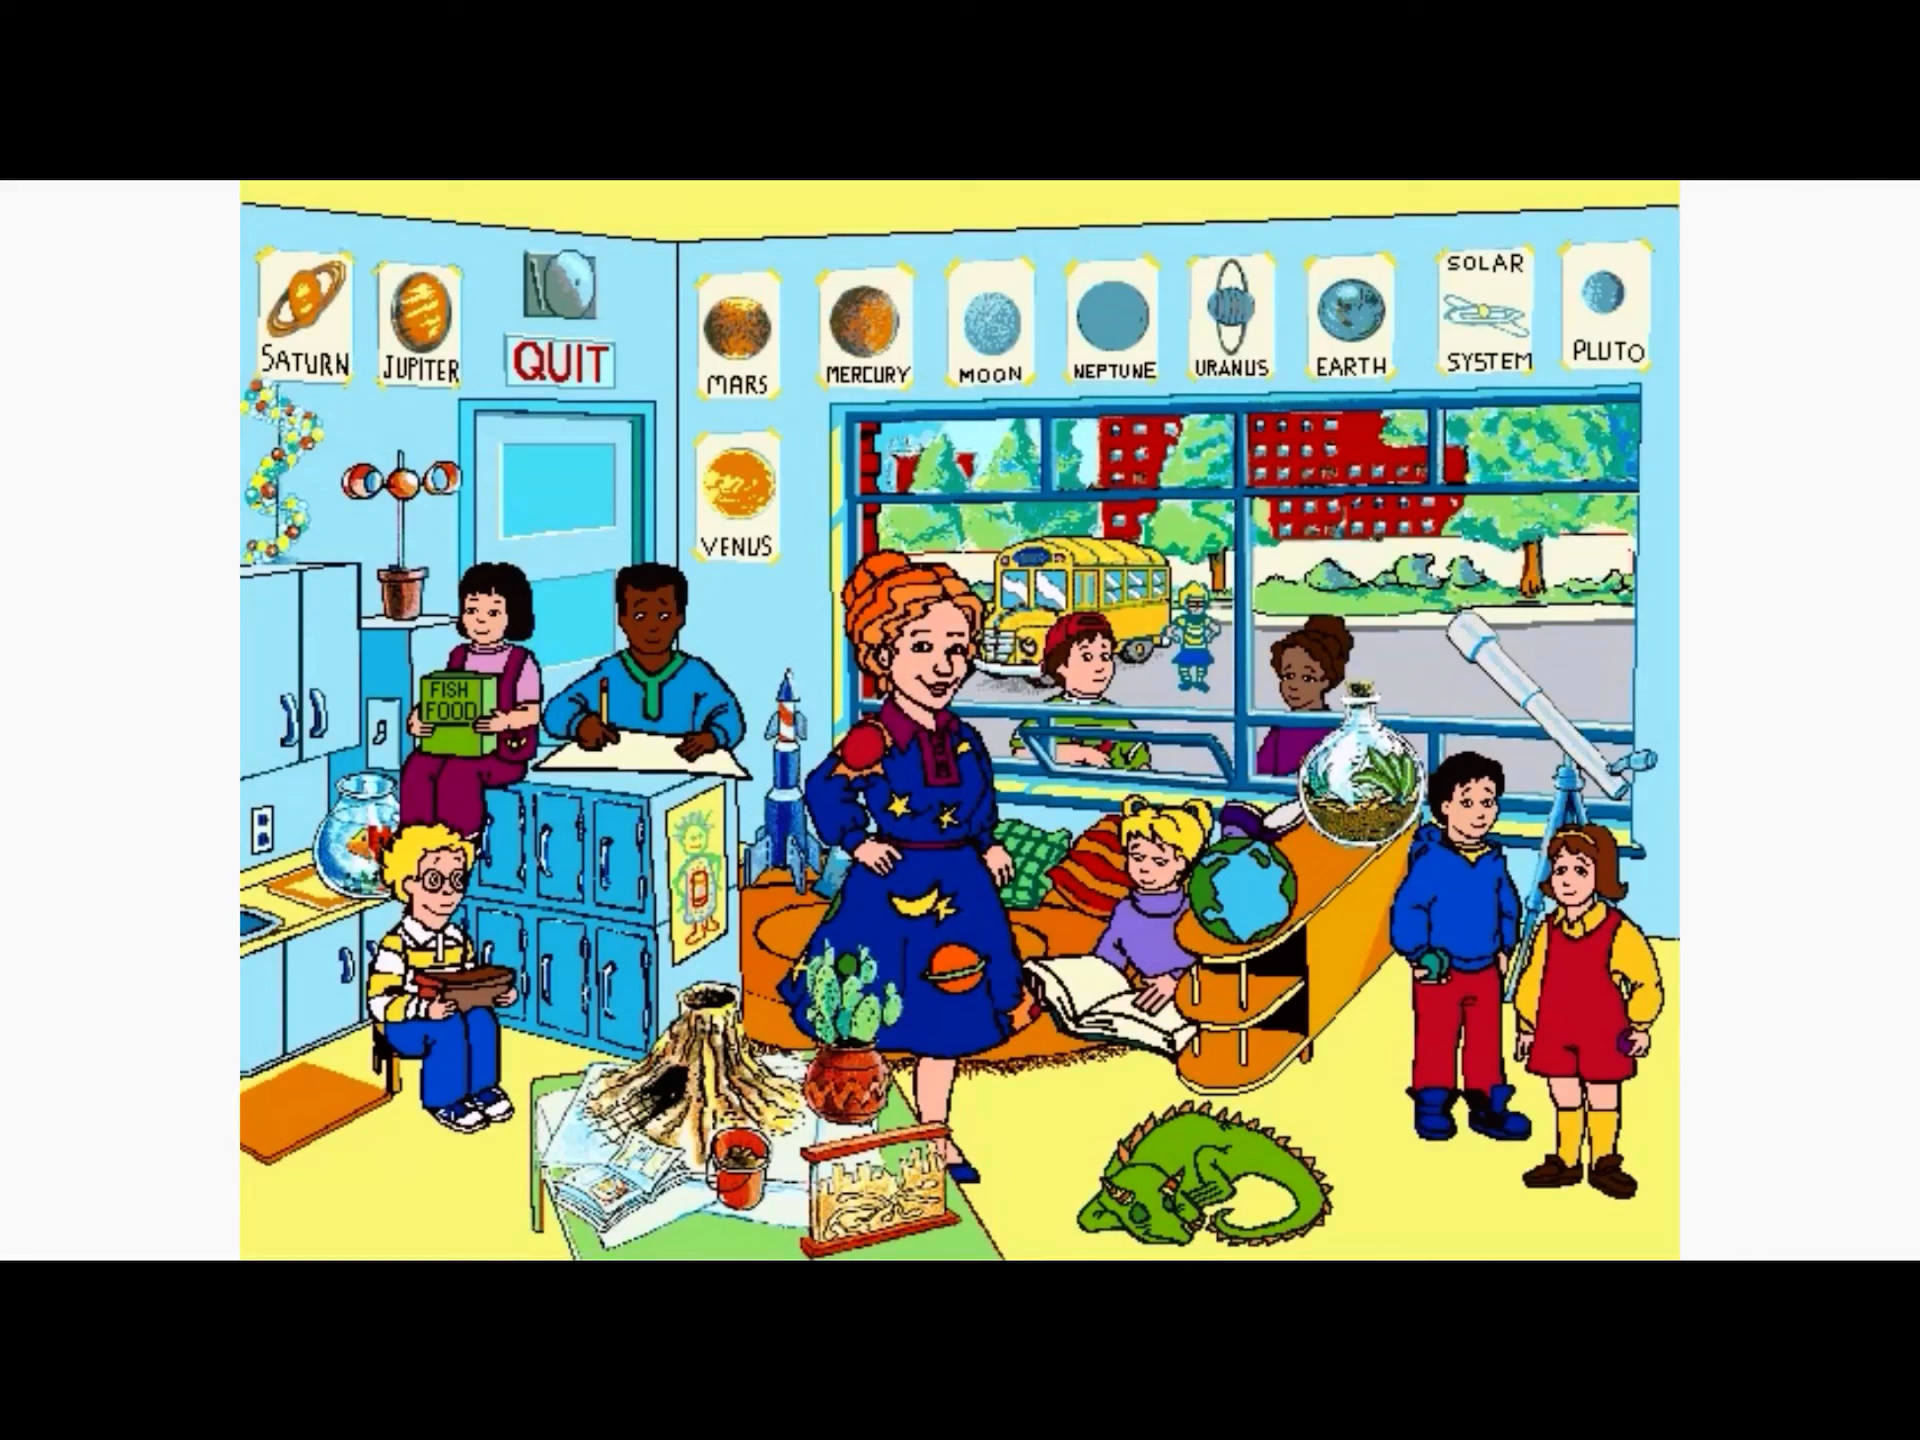 SATURN
JUPITER
QUIT
MARS
MERCURY
MOON
NEPTUNE
URANUS
EARTH
SOLAR
SYSTEM
PLUTO
VENUS
FISH
FOOD